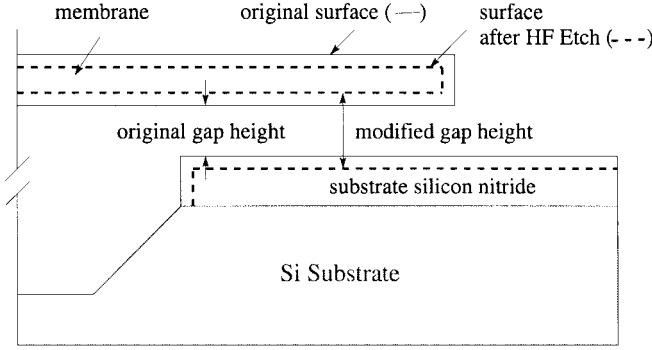 membrane
original surface (—)
surface
after HF Etch (- - -)
original gap height
modified gap height
substrate silicon nitride
Si Substrate